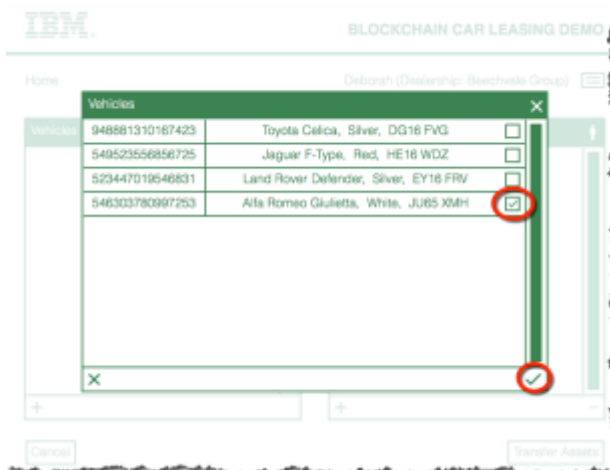 IBM
BLOCKCHAIN CAR LEASING DEMO
Home
Deborah (Dealership: Beechvale Group)
Vehicles
Vehicles
948881310167423 Toyota Celica, Silver, DG16 FVG
549523556856725 Jaguar F-Type, Red, HE16 WDZ
523447019546831 Land Rover Defender, Silver, EY16 FRV
546303780997253 Alfa Romeo Giulietta, White, JU65 XMH
Cancel
Transfer Assets